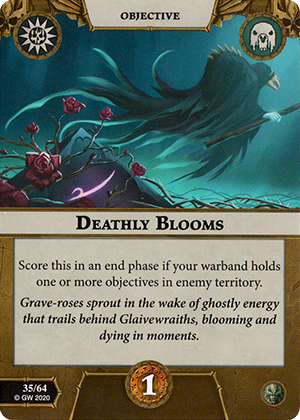 OBJECTIVE
DEATHLY BLOOMS
Score this in an end phase if your warband holds
one or more objectives in enemy territory.
Grave-roses sprout in the wake of ghostly energy
that trails behind Glaivewraiths, blooming and
dying in moments.
35/64
© GW 2020
1